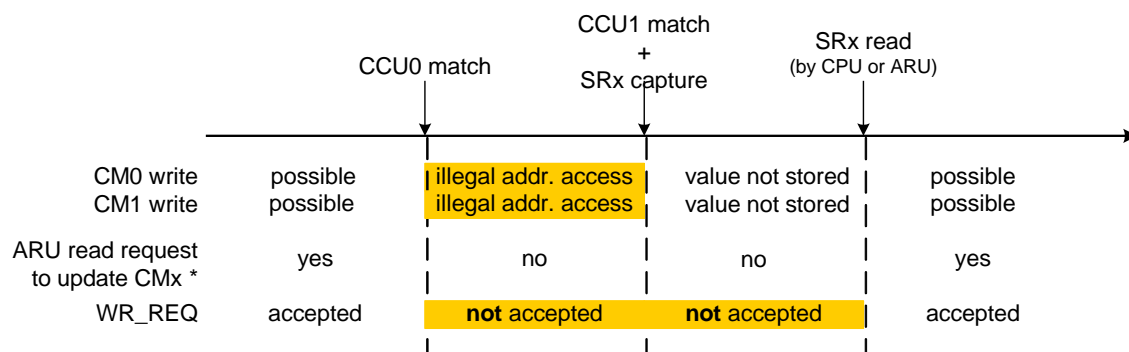 CCU1 match
+
SRx capture
SRx read
(by CPU or ARU)
CCU0 match
CM0 write possible illegal addr. access value not stored possible
CM1 write possible illegal addr. access value not stored possible
ARU read request
to update CMx * yes no no yes
WR_REQ accepted not accepted not accepted accepted